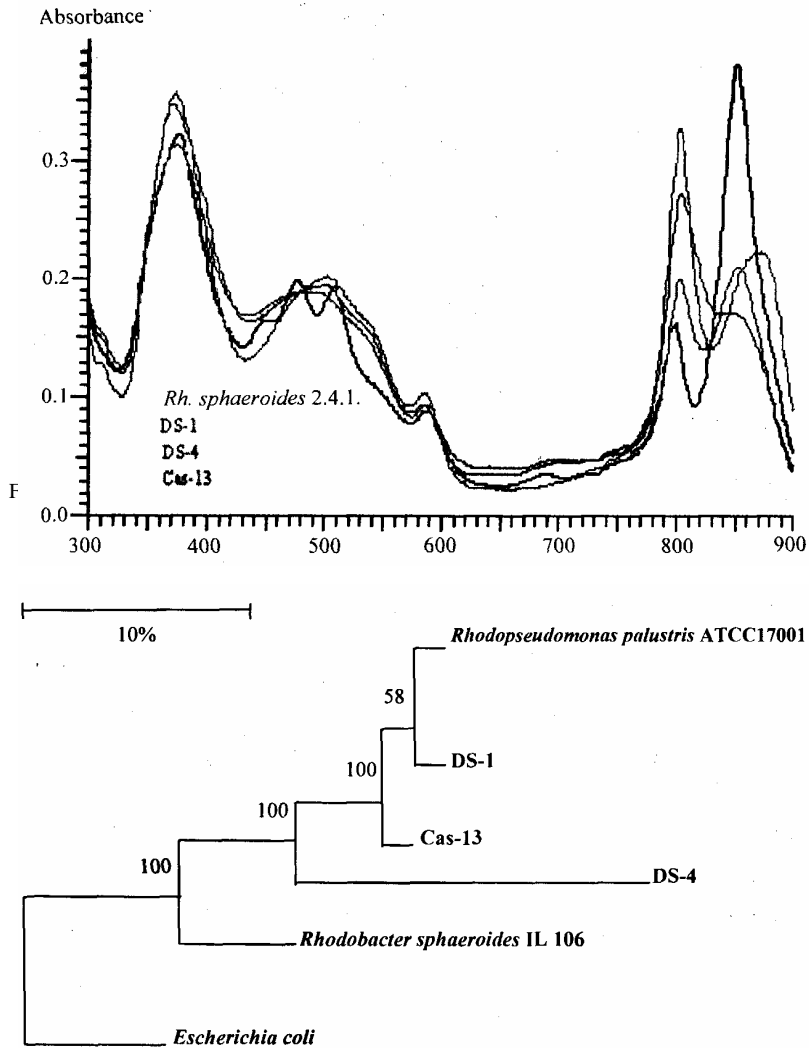 Absorbance
0.3
0.2
0.1
0.0
Rh. sphaeroides 2.4.1.
DS-1
DS-4
Cas-13
F
300 400 500 600 700 800 900
10%
Rhodopseudomonas palustris ATCC17001
58
DS-1
100
Cas-13
100
DS-4
100
Rhodobacter sphaeroides IL 106
Escherichia coli